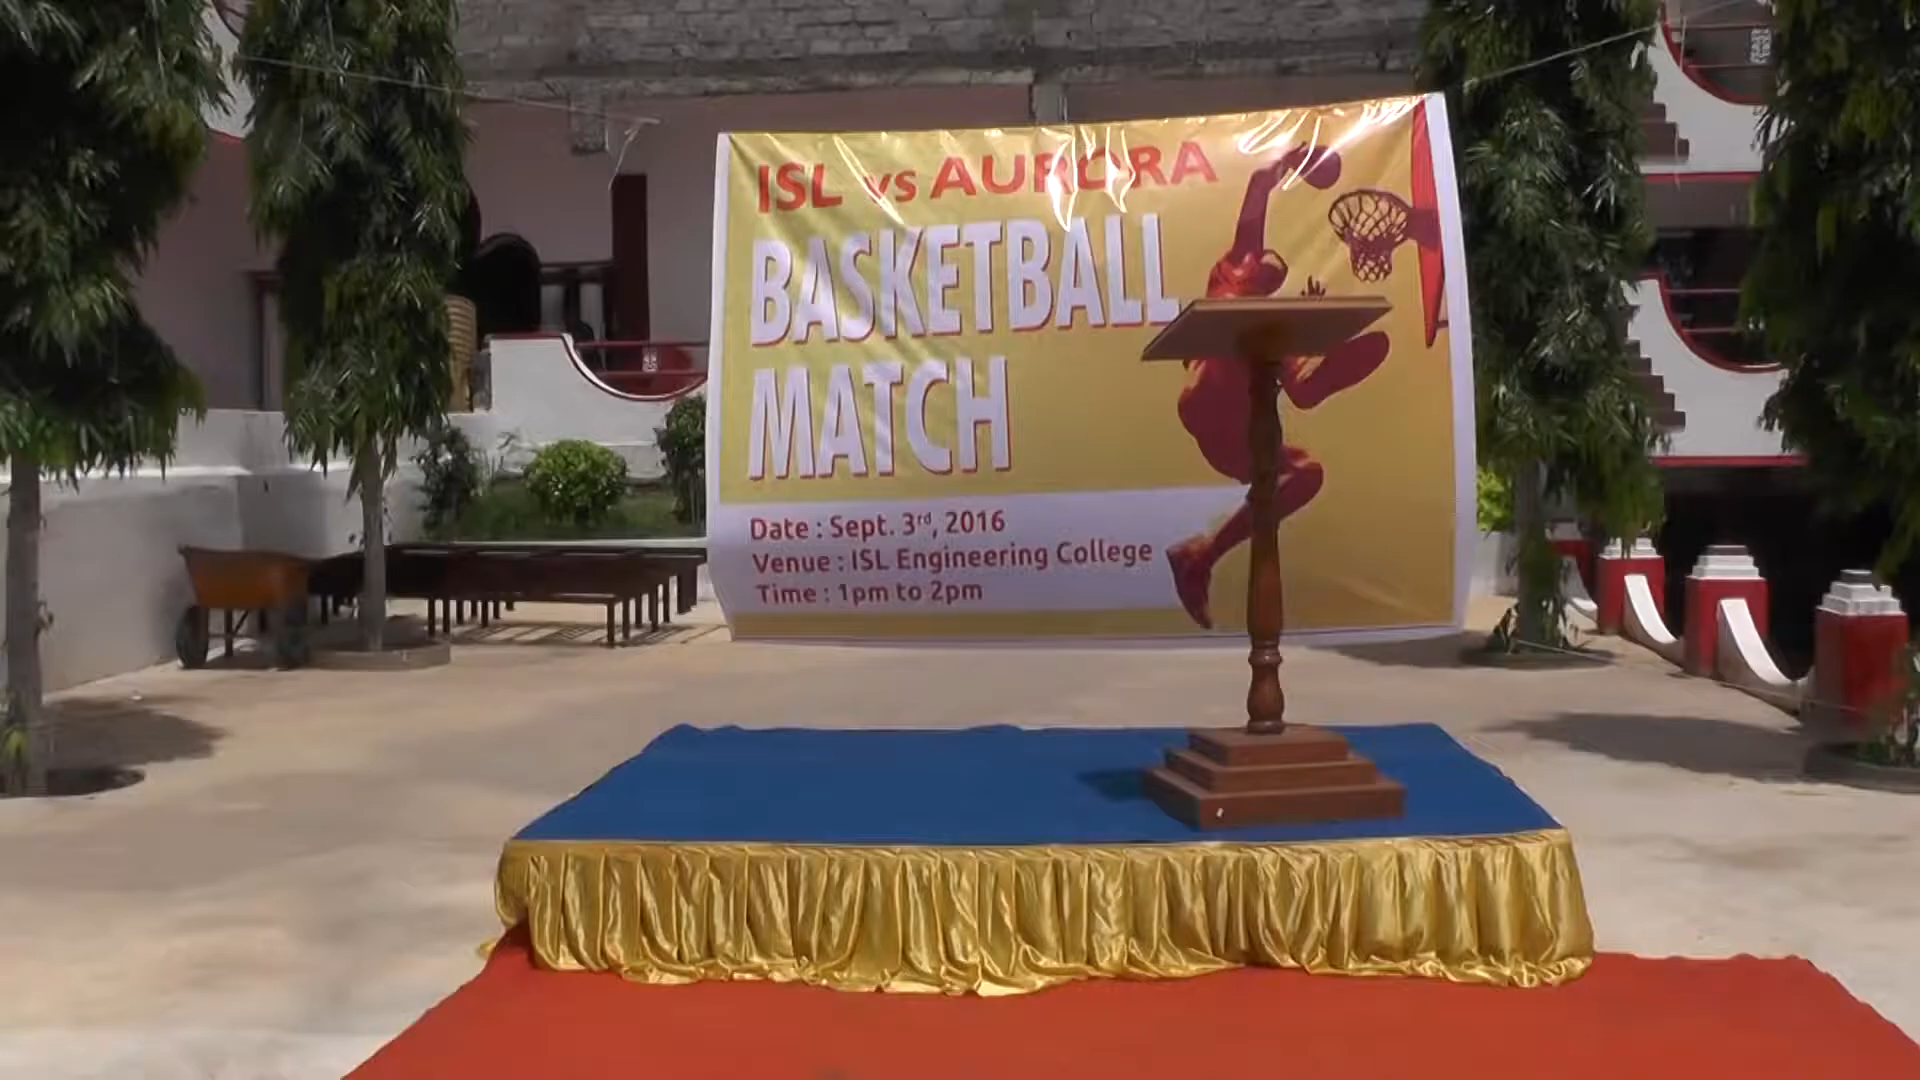 ISL vs AURORA
BASKETBALL
MATCH
Date : Sept. 3rd, 2016
Venue : ISL Engineering College
Time : 1pm to 2pm